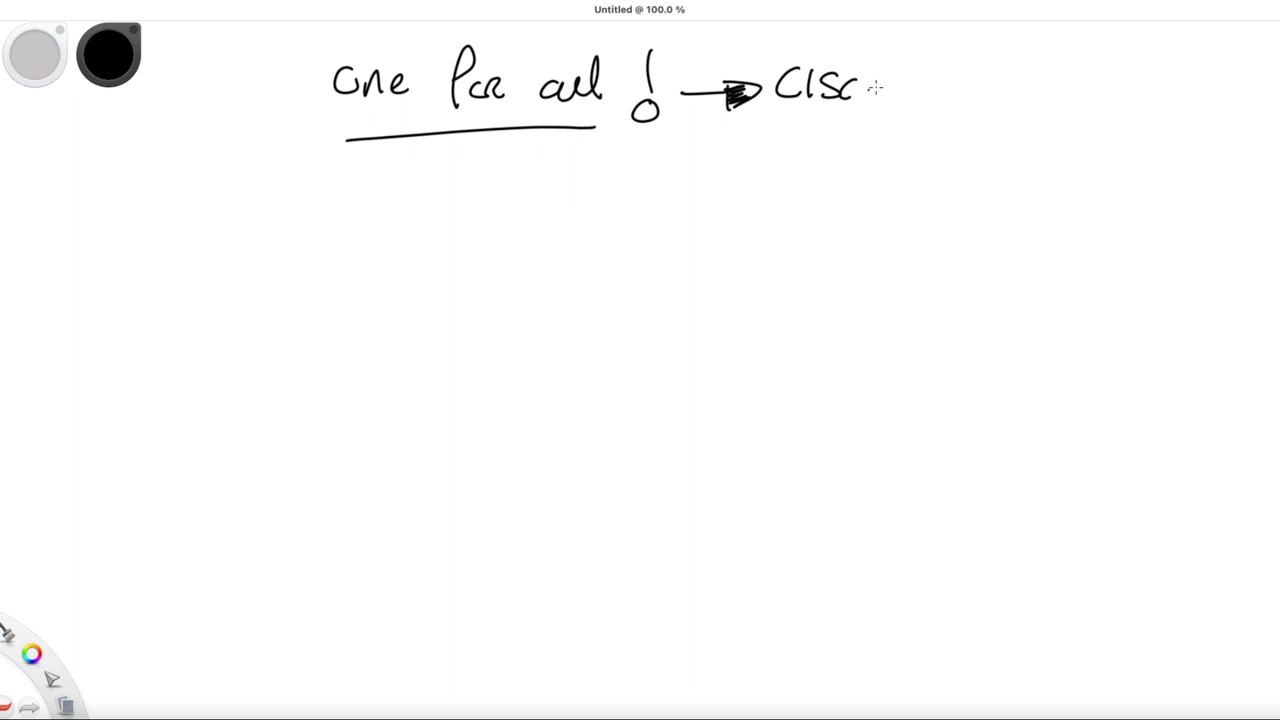 Untitled @ 100.0 %
one for all ! → CISC